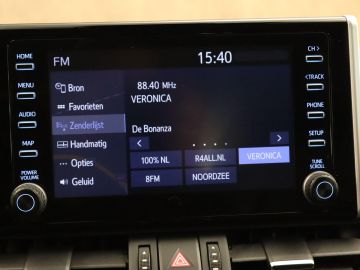 FM
15:40
HOME
MENU
AUDIO
MAP
POWER
VOLUME
Bron
Favorieten
Zenderlijst
Handmatig
Opties
Geluid
88.40 MHz
VERONICA
De Bonanza
< >
100% NL
R4ALL.NL
VERONICA
8FM
NOORDZEE
CH >
< TRACK
PHONE
SETUP
TUNE
SCROLL